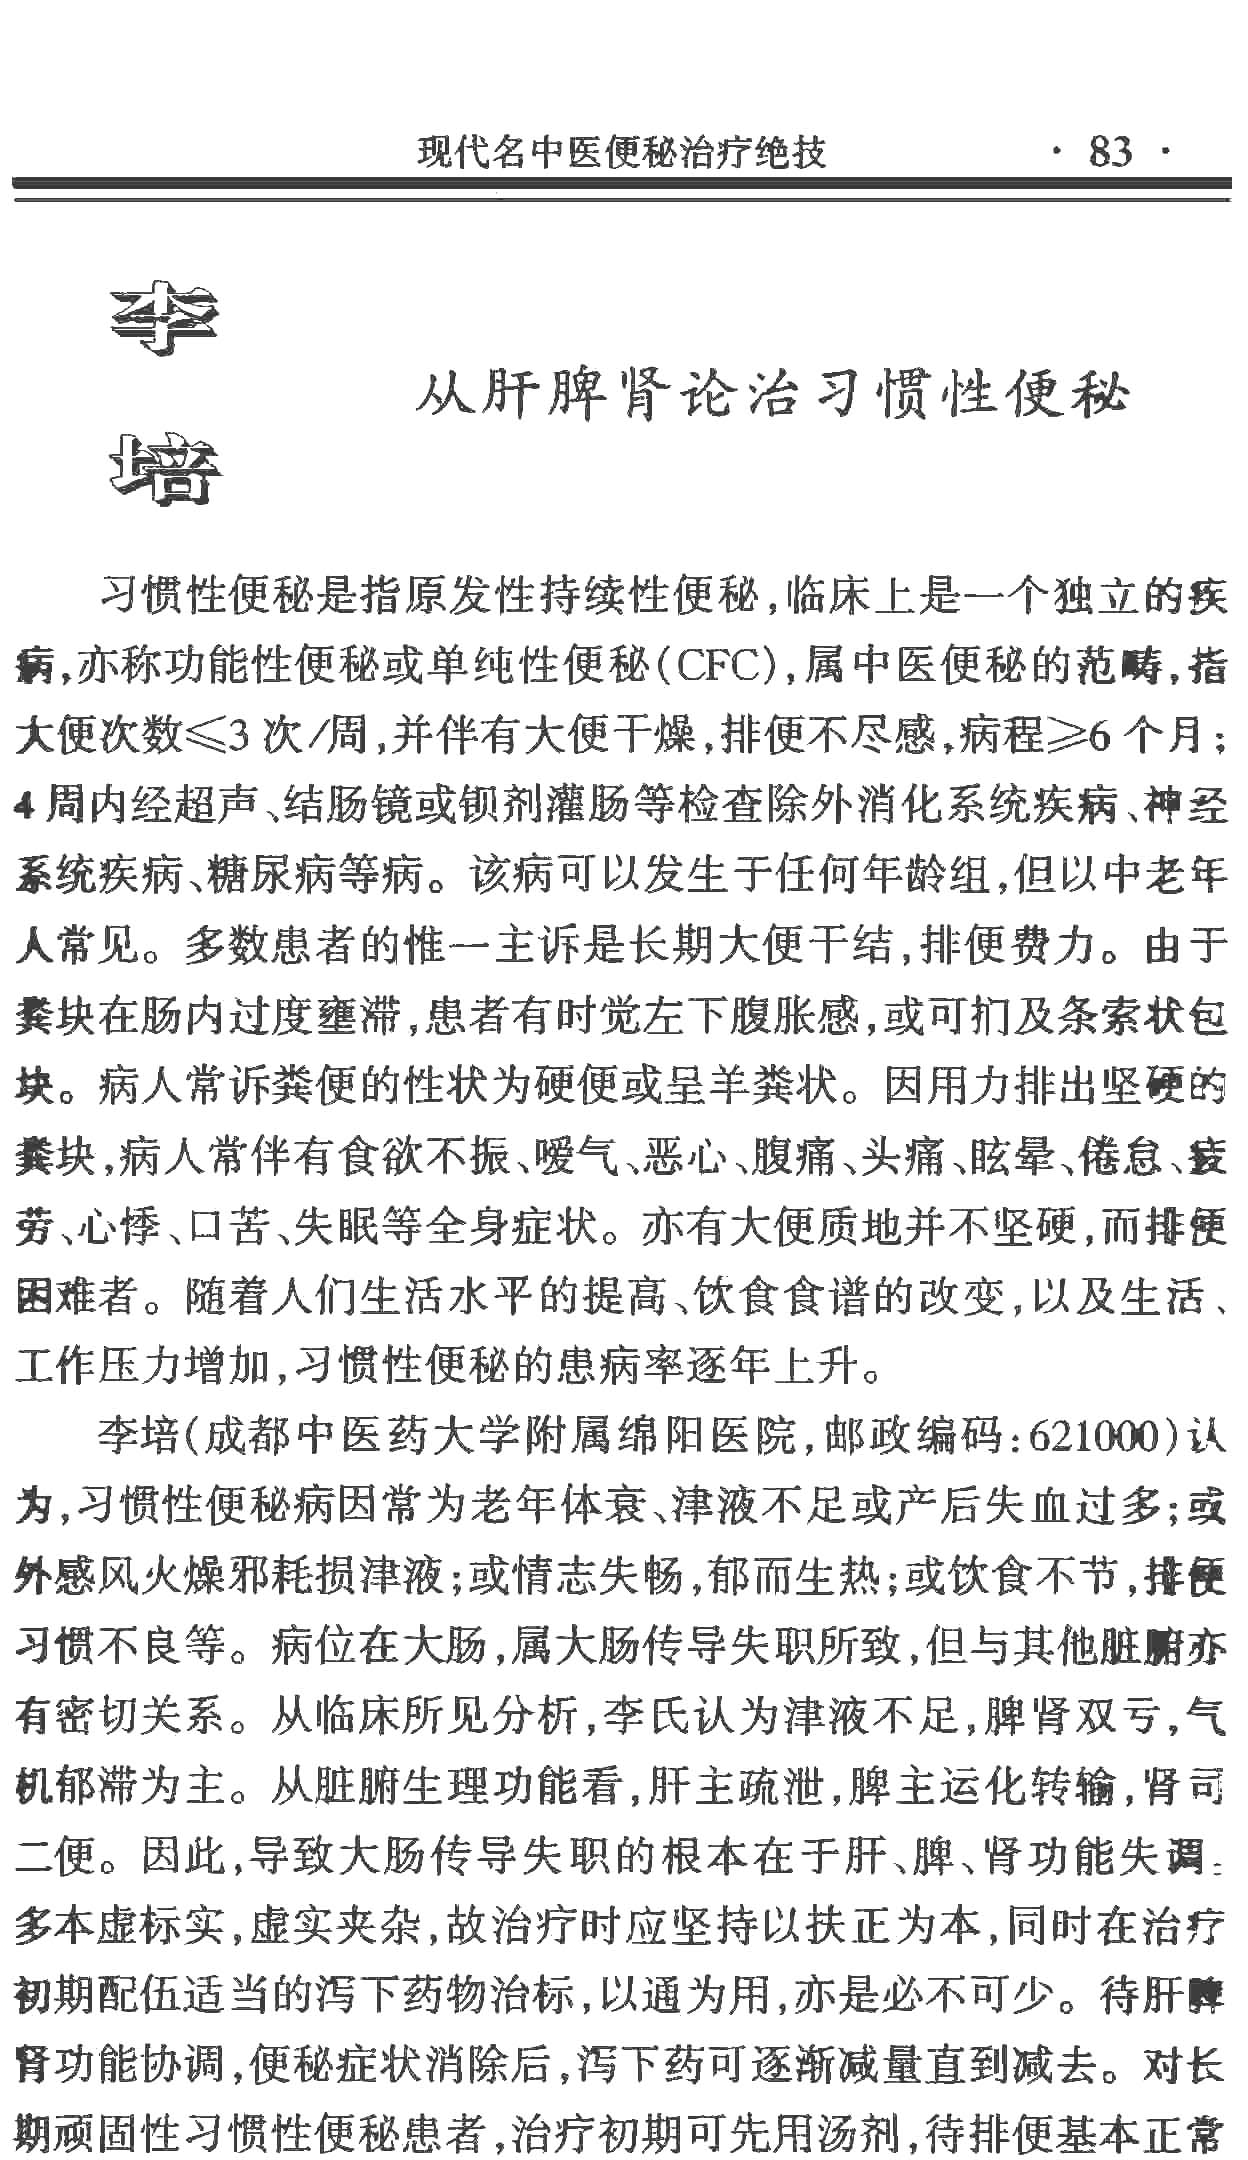 现代名中医便秘治疗绝技 · 83 ·
李
培
从肝脾肾论治习惯性便秘
习惯性便秘是指原发性持续性便秘,临床上是一个独立的疾
病,亦称功能性便秘或单纯性便秘(CFC),属中医便秘的范畴,指
大便次数≤3 次/周,并伴有大便干燥,排便不尽感,病程≥6 个月;
4 周内经超声、结肠镜或钡剂灌肠等检查除外消化系统疾病、神经
系统疾病、糖尿病等病。该病可以发生于任何年龄组,但以中老年
人常见。多数患者的惟一主诉是长期大便干结,排便费力。由于
粪块在肠内过度壅滞,患者有时觉左下腹胀感,或可扪及条索状包
块。病人常诉粪便的性状为硬便或呈羊粪状。因用力排出坚硬的
粪块,病人常伴有食欲不振、嗳气、恶心、腹痛、头痛、眩晕、倦怠、疲
劳、心悸、口苦、失眠等全身症状。亦有大便质地并不坚硬,而排便
困难者。随着人们生活水平的提高、饮食食谱的改变,以及生活、
工作压力增加,习惯性便秘的患病率逐年上升。
李培(成都中医药大学附属绵阳医院,邮政编码:621000)认
为,习惯性便秘病因常为老年体衰、津液不足或产后失血过多;或
外感风火燥邪耗损津液;或情志失畅,郁而生热;或饮食不节,排便
习惯不良等。病位在大肠,属大肠传导失职所致,但与其他脏腑亦
有密切关系。从临床所见分析,李氏认为津液不足,脾肾双亏,气
机郁滞为主。从脏腑生理功能看,肝主疏泄,脾主运化转输,肾司
二便。因此,导致大肠传导失职的根本在于肝、脾、肾功能失调。
多本虚标实,虚实夹杂,故治疗时应坚持以扶正为本,同时在治疗
初期配伍适当的泻下药物治标,以通为用,亦是必不可少。待肝脾
肾功能协调,便秘症状消除后,泻下药可逐渐减量直到减去。对长
期顽固性习惯性便秘患者,治疗初期可先用汤剂,待排便基本正常